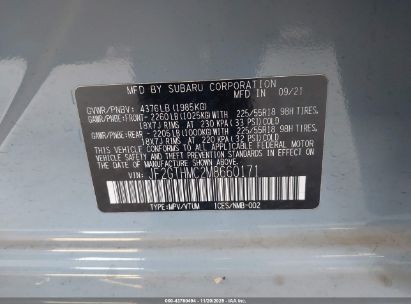 MFD BY SUBARU CORPORATION 09/21
GVWR/PNBV: 4376LB (1985KG)
GAWR/PNBE:FRONT- 2260LB(1025KG)WITH 225/55R18 98H TIRES,
18X7J RIMS AT 230 KPA (33 PSI) COLD
GAWR/PNBE:REAR - 2205LB(1000KG)WITH 225/55R18 98H TIRES,
18X7J RIMS AT 220 KPA (32 PSI) COLD
THIS VEHICLE CONFORMS TO ALL APPLICABLE FEDERAL MOTOR VEHICLE
SAFETY, BUMPER, AND THEFT PREVENTION STANDARDS IN EFFECT ON
THE DATE OF MANUFACTURE SHOWN ABOVE.
VIN: JF2GTHMC2M8660171
TYPE:MPV/VTUM ICES/NMB-002